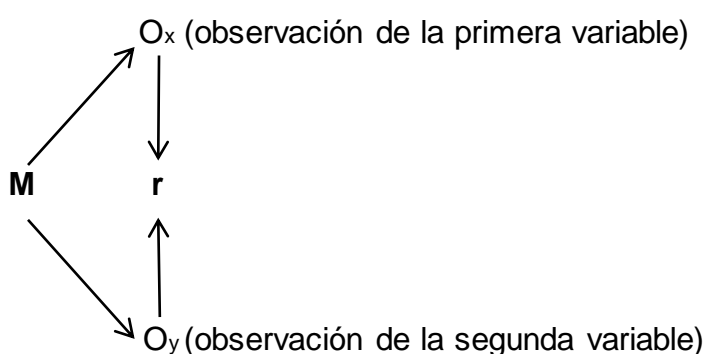 Ox (observación de la primera variable)
M r
Oy (observación de la segunda variable)